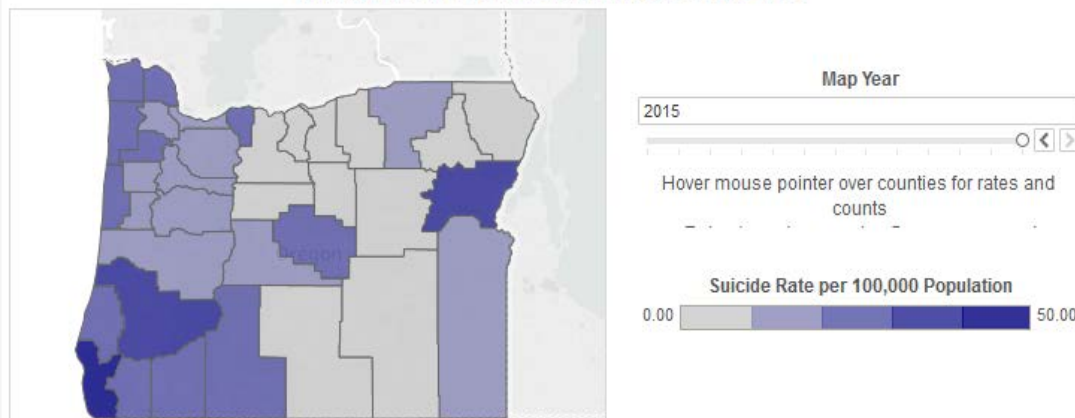 Map Year
2015
Hover mouse pointer over counties for rates and
counts
Oregon
Suicide Rate per 100,000 Population
0.00
50.00